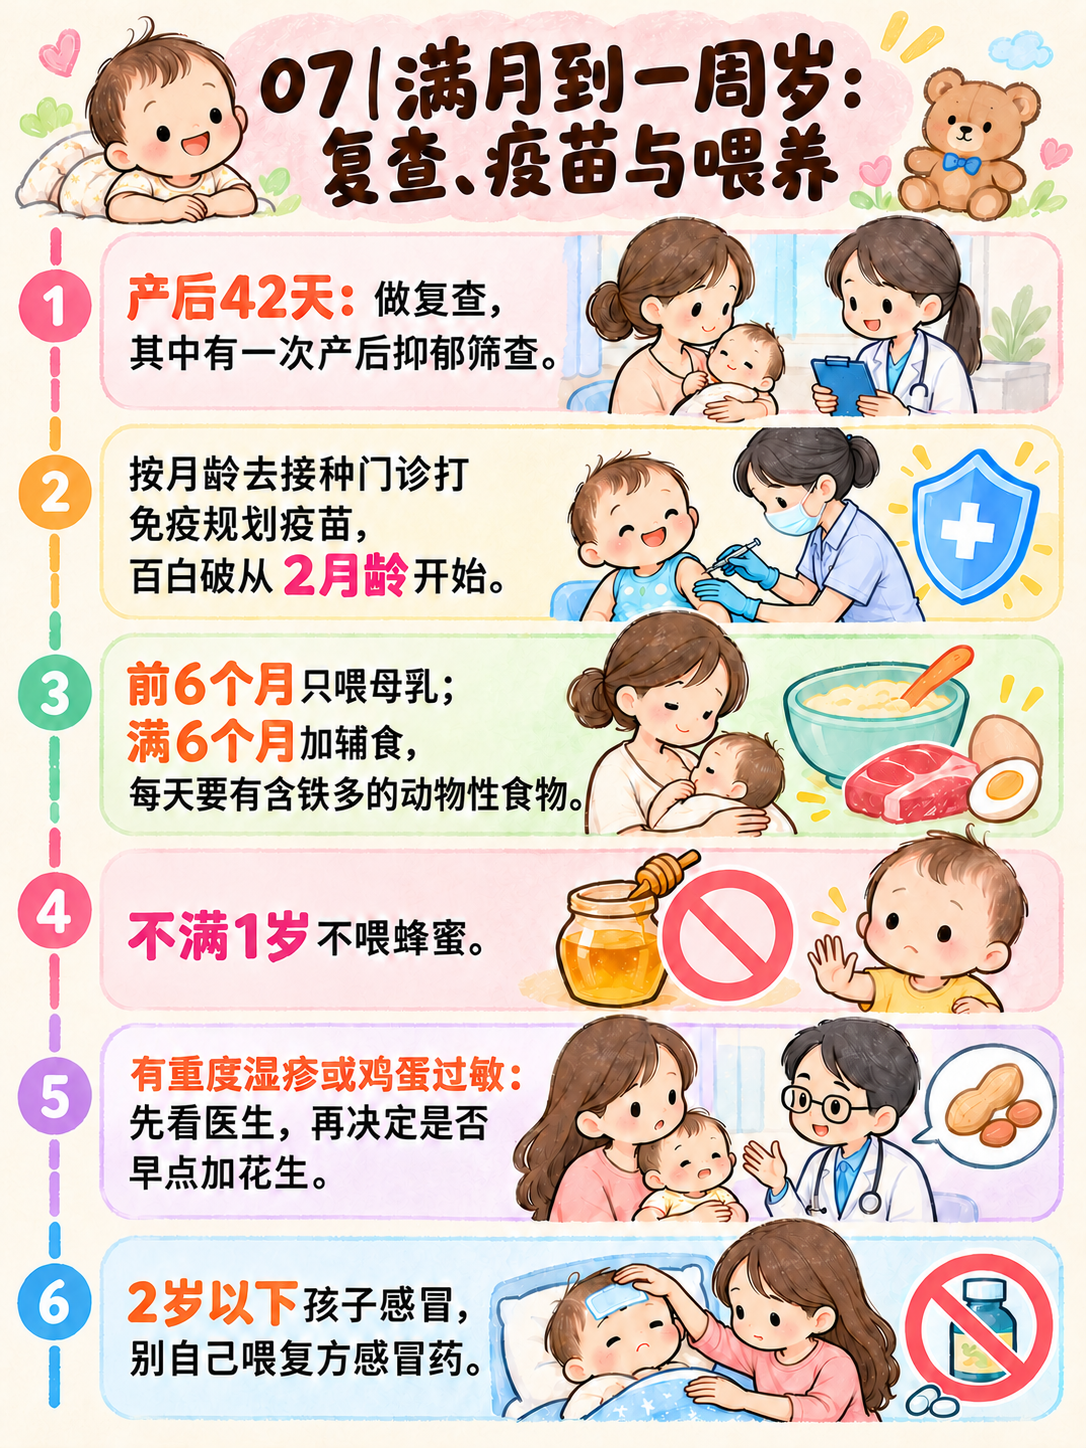 07|满月到一周岁：
复查、疫苗与喂养
1
产后42天：做复查，
其中有一次产后抑郁筛查。
2
按月龄去接种门诊打
免疫规划疫苗，
百白破从2月龄开始。
3
前6个月只喂母乳；
满6个月加辅食，
每天要有含铁多的动物性食物。
4
不满1岁不喂蜂蜜。
5
有重度湿疹或鸡蛋过敏：
先看医生，再决定是否
早点加花生。
6
2岁以下孩子感冒，
别自己喂复方感冒药。